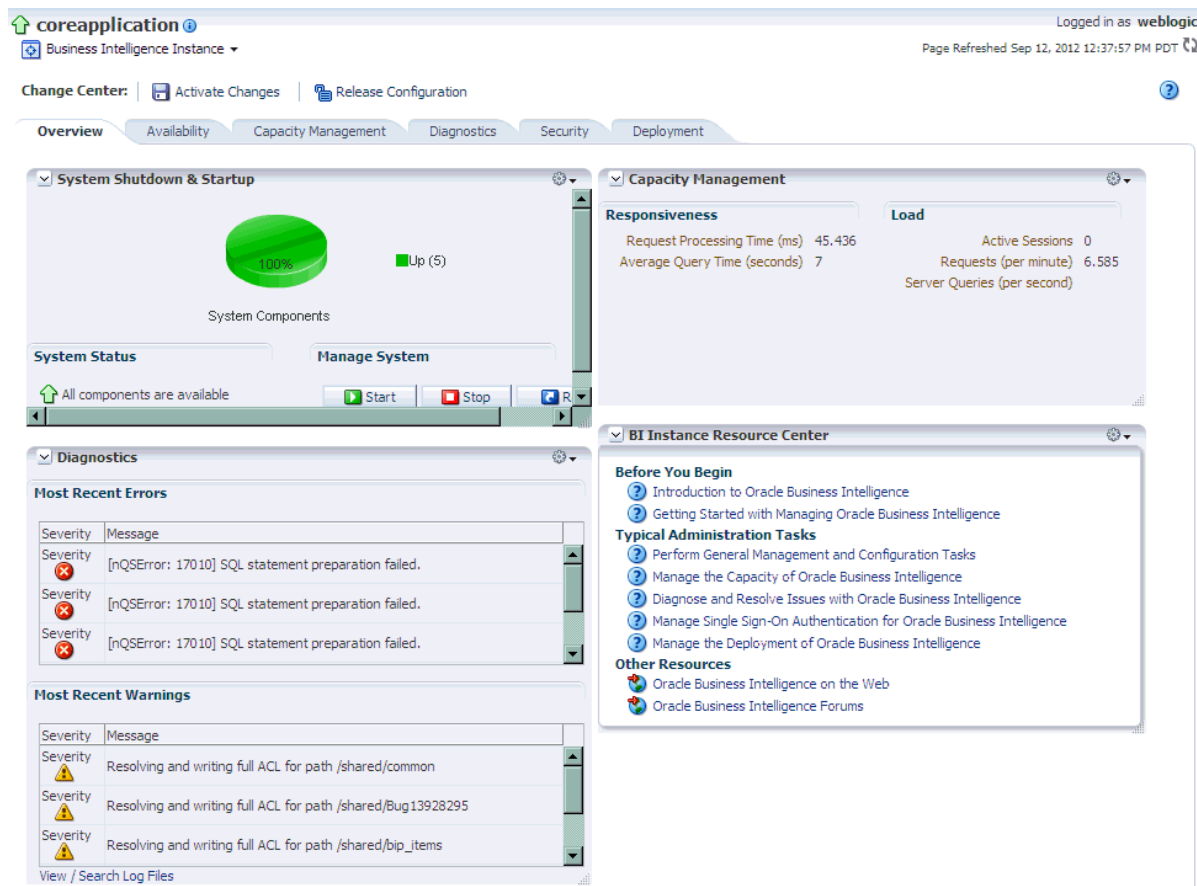 coreapplication
Logged in as weblogic
Business Intelligence Instance
Page Refreshed Sep 12, 2012 12:37:57 PM PDT
Change Center: Activate Changes Release Configuration
Overview Availability Capacity Management Diagnostics Security Deployment
System Shutdown & Startup
100%
Up (5)
System Components
System Status
Manage System
All components are available
Start Stop R
Diagnostics
Most Recent Errors
Severity Message
Severity
[nQSError: 17010] SQL statement preparation failed.
Severity
[nQSError: 17010] SQL statement preparation failed.
Severity
[nQSError: 17010] SQL statement preparation failed.
Most Recent Warnings
Severity Message
Severity
Resolving and writing full ACL for path /shared/common
Severity
Resolving and writing full ACL for path /shared/Bug13928295
Severity
Resolving and writing full ACL for path /shared/bip_items
View / Search Log Files
Capacity Management
Responsiveness
Request Processing Time (ms) 45.436
Average Query Time (seconds) 7
Load
Active Sessions 0
Requests (per minute) 6.585
Server Queries (per second)
BI Instance Resource Center
Before You Begin
Introduction to Oracle Business Intelligence
Getting Started with Managing Oracle Business Intelligence
Typical Administration Tasks
Perform General Management and Configuration Tasks
Manage the Capacity of Oracle Business Intelligence
Diagnose and Resolve Issues with Oracle Business Intelligence
Manage Single Sign-On Authentication for Oracle Business Intelligence
Manage the Deployment of Oracle Business Intelligence
Other Resources
Oracle Business Intelligence on the Web
Oracle Business Intelligence Forums